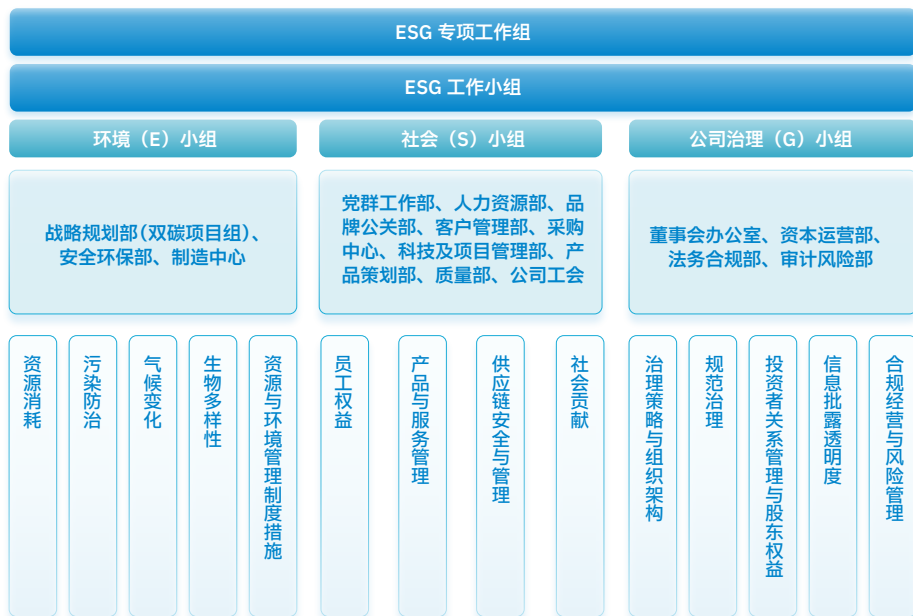 ESG 专项工作组
ESG 工作小组
环境（E）小组
社会（S）小组
公司治理（G）小组
战略规划部（双碳项目组）、
安全环保部、制造中心
党群工作部、人力资源部、品
牌公关部、客户管理部、采购
中心、科技及项目管理部、产
品策划部、质量部、公司工会
董事会办公室、资本运营部、
法务合规部、审计风险部
资源消耗
污染防治
气候变化
生物多样性
资源与环境管理制度措施
员工权益
产品与服务管理
供应链安全与管理
社会贡献
治理策略与组织架构
规范治理
投资者关系管理与股东权益
信息批露透明度
合规经营与风险管理